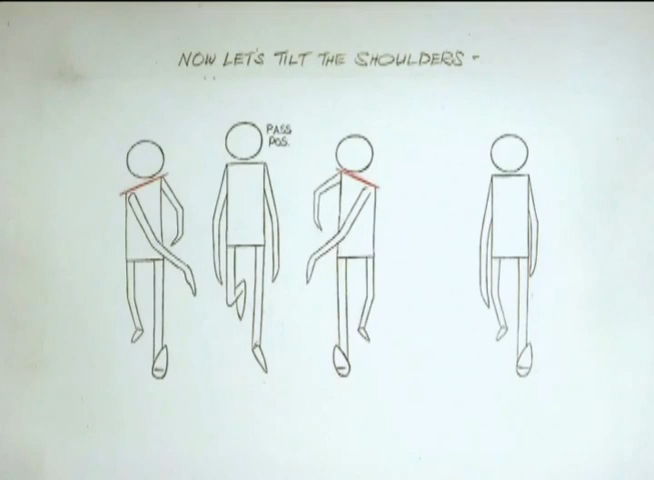 NOW LET'S TILT THE SHOULDERS -
PASS
POS.